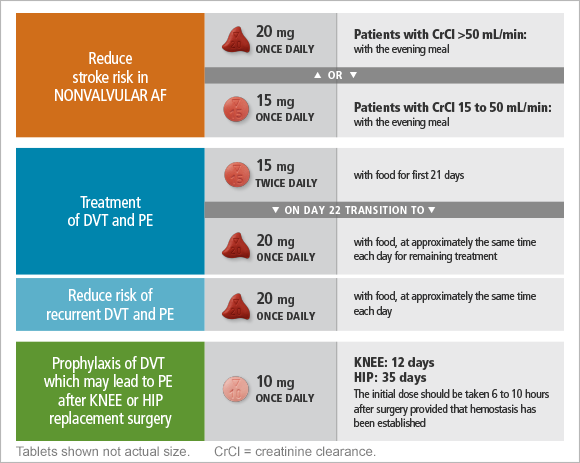 Reduce
stroke risk in
NONVALVULAR AF
20 mg
ONCE DAILY
Patients with CrCl >50 mL/min:
with the evening meal
▲ OR ▼
15 mg
ONCE DAILY
Patients with CrCl 15 to 50 mL/min:
with the evening meal
Treatment
of DVT and PE
15 mg
TWICE DAILY
with food for first 21 days
▼ ON DAY 22 TRANSITION TO ▼
20 mg
ONCE DAILY
with food, at approximately the same time
each day for remaining treatment
Reduce risk of
recurrent DVT and PE
20 mg
ONCE DAILY
with food, at approximately the same time
each day
Prophylaxis of DVT
which may lead to PE
after KNEE or HIP
replacement surgery
10 mg
ONCE DAILY
KNEE: 12 days
HIP: 35 days
The initial dose should be taken 6 to 10 hours
after surgery provided that hemostasis has
been established
Tablets shown not actual size. CrCl = creatinine clearance.